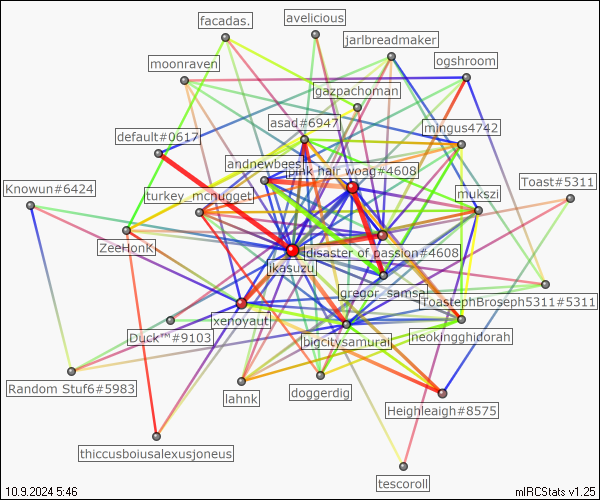 facadas.
avelicious
jarlbreadmaker
moonraven
ogshroom
gazpachoman
asad#6947
mingus4742
default#0617
andnewbees
pink hair woag#4608
Knowun#6424
turkey_mcnugget
mukszi
Toast#5311
ZeeHonk
disaster of passion#4608
ikasuzu
gregor_samsa
ToastephBroseph5311#5311
xenoyaut
Duck™#9103
bigcitysamurai
neokingghidorah
Random Stuf6#5983
lahnk
doggerdig
Heighleigh#8575
thiccusboiusalexusjoneus
tescoroll
10.9.2024 5:46
mIRCStats v1.25